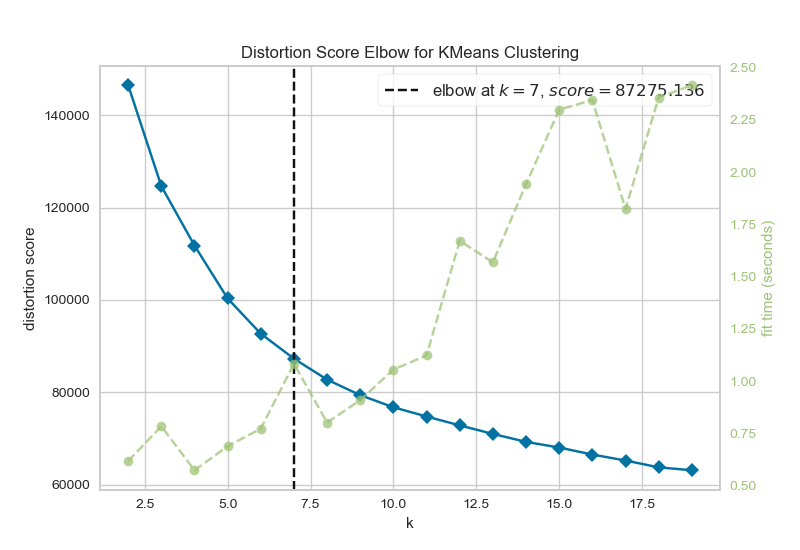 Distortion Score Elbow for KMeans Clustering
elbow at k = 7, score = 87275.136
distortion score
140000
120000
100000
80000
60000
2.5 5.0 7.5 10.0 12.5 15.0 17.5
k
2.50
2.25
2.00
1.75
1.50
1.25
1.00
0.75
0.50
fit time (seconds)